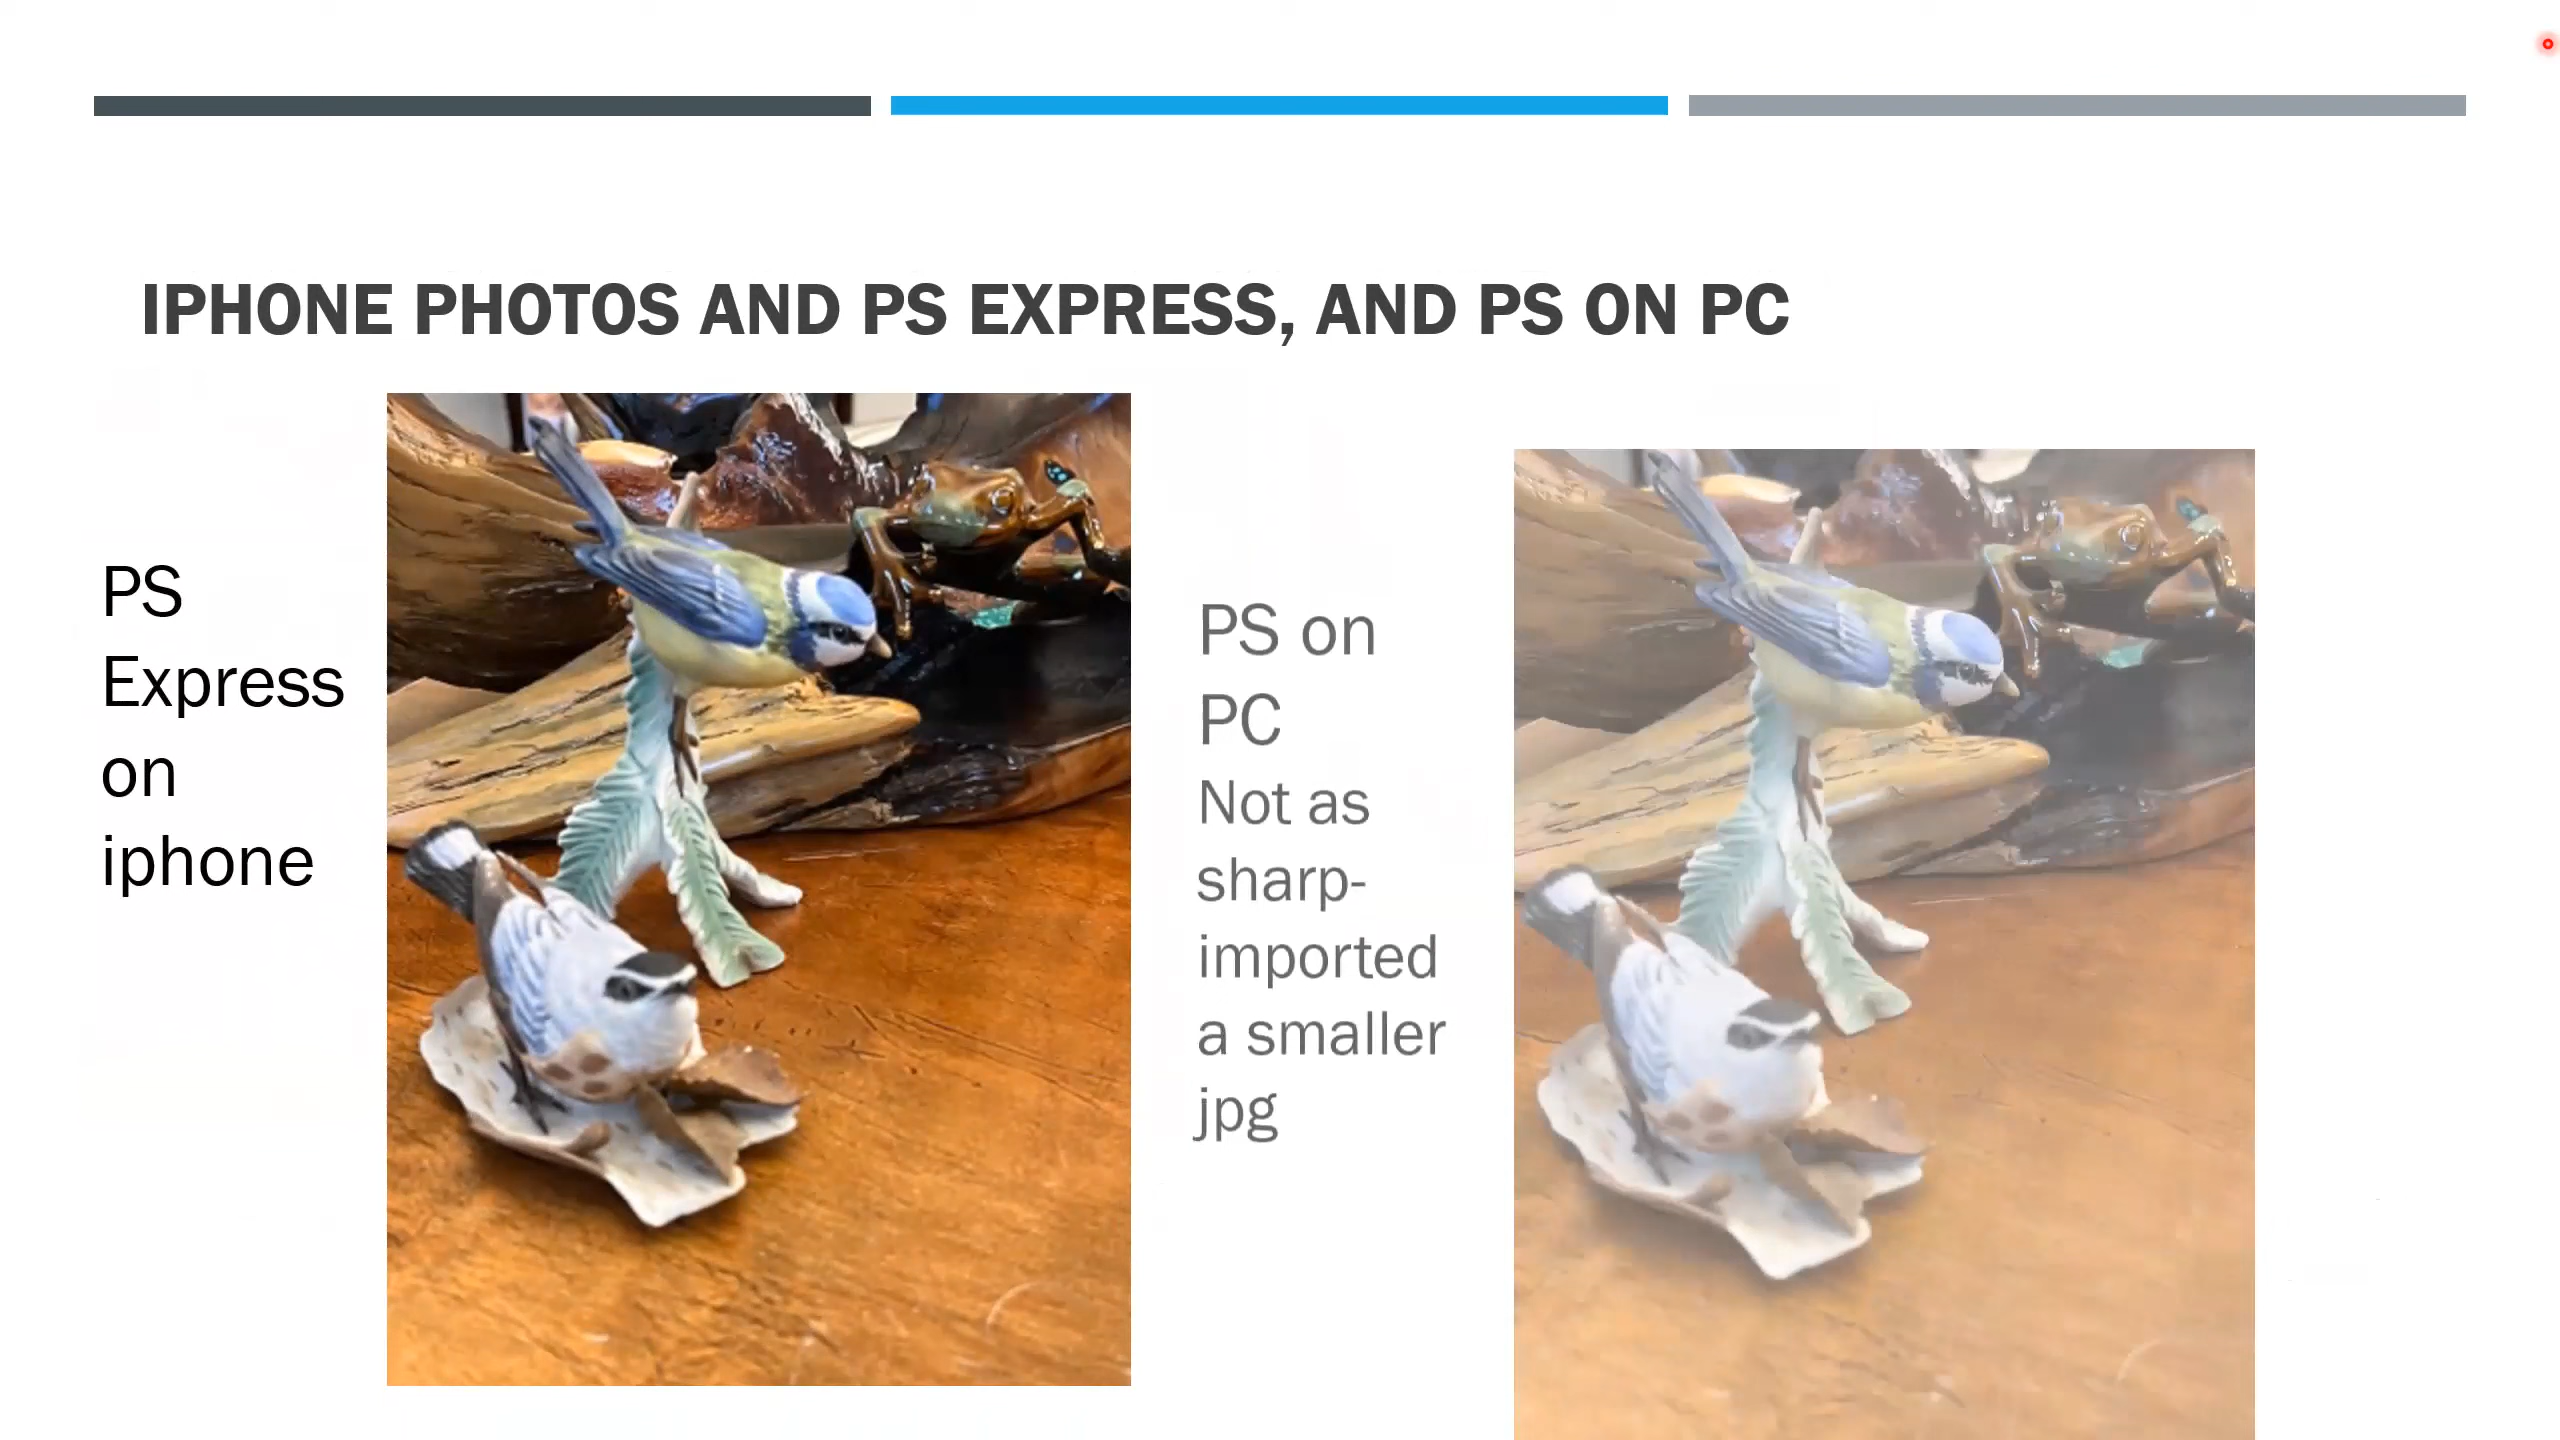 IPHONE PHOTOS AND PS EXPRESS, AND PS ON PC
PS
Express
on
iphone
PS on
PC
Not as
sharp-
imported
a smaller
jpg